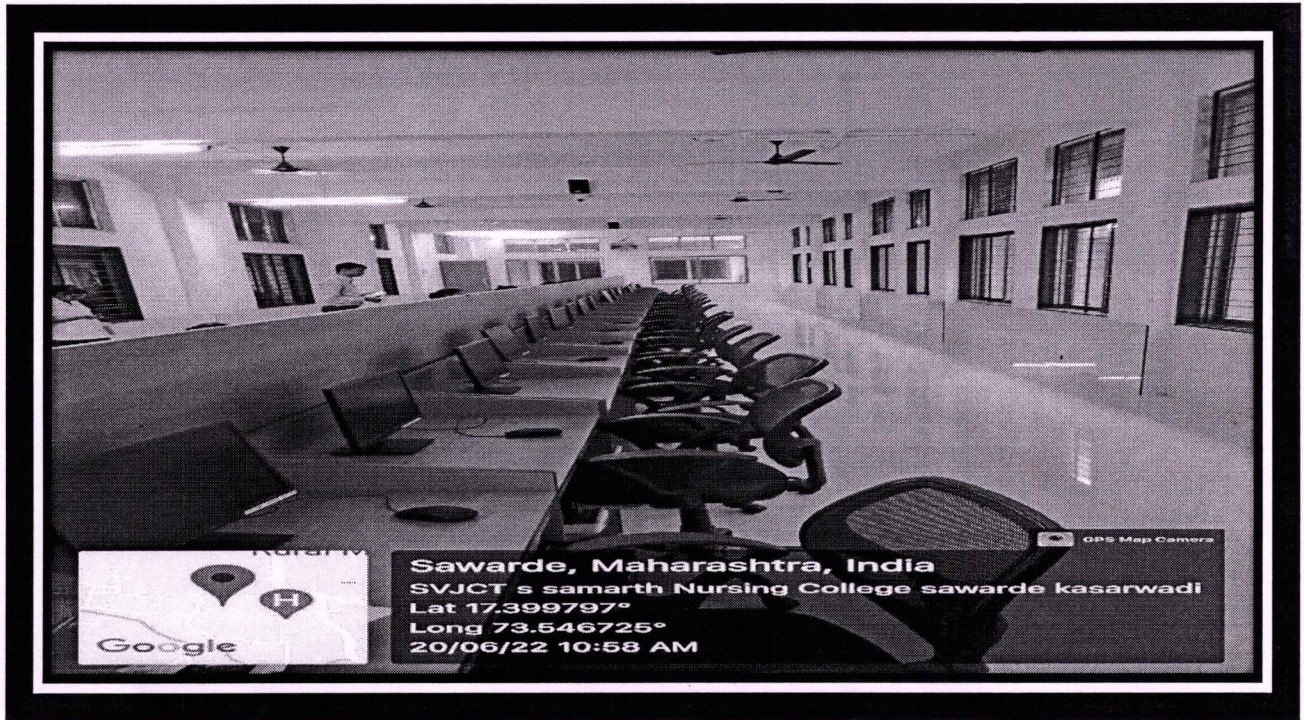 GPS Map Camera
Sawarde, Maharashtra, India
SVJCT s samarth Nursing College sawarde kasarwadi
Lat 17.399797°
Long 73.546725°
20/06/22 10:58 AM
H
Google